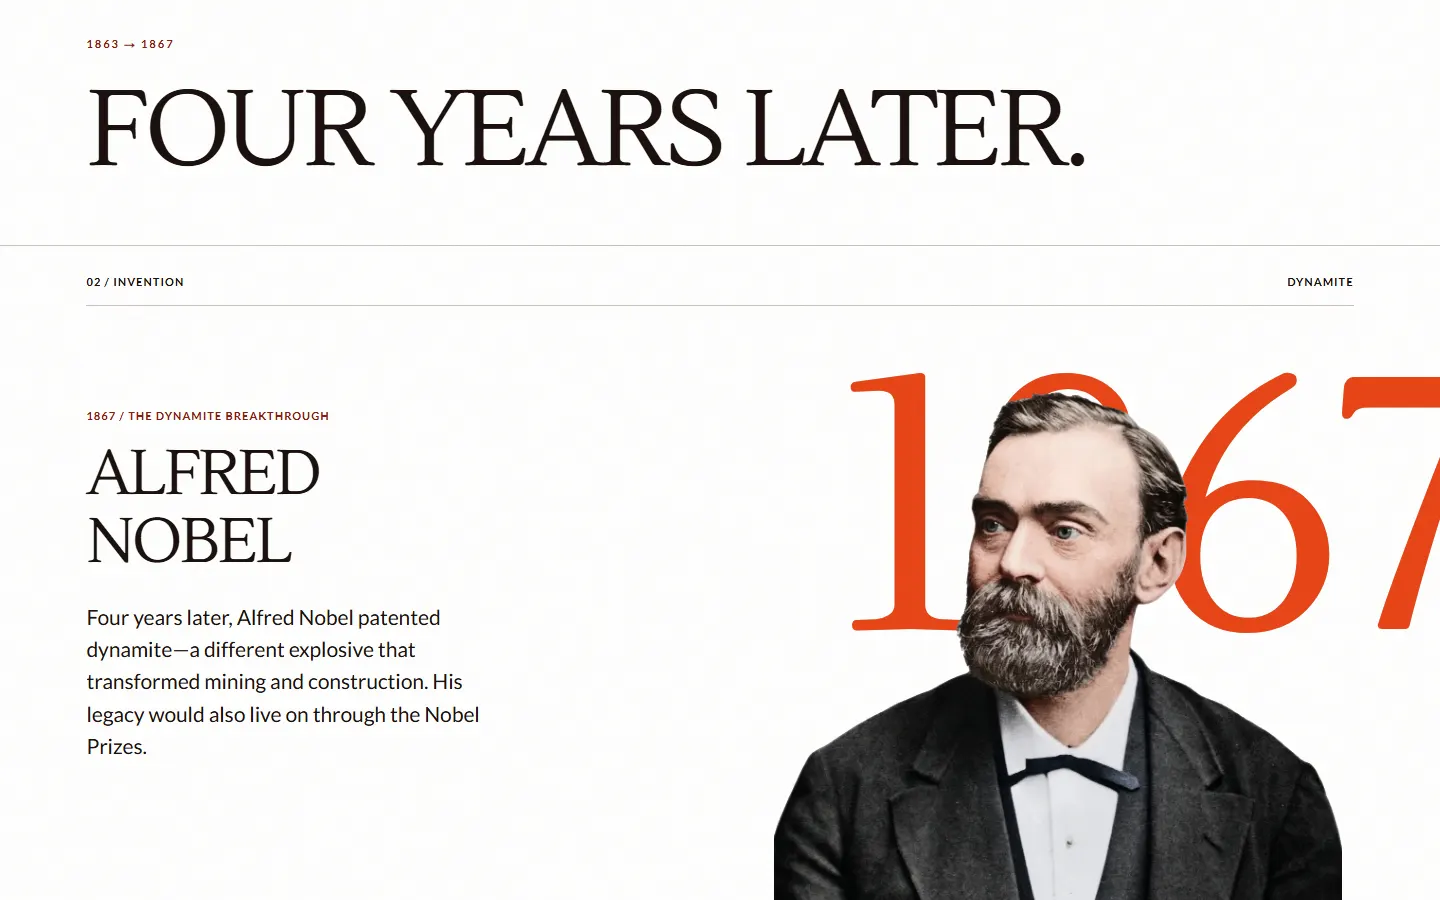 1863 → 1867
FOUR YEARS LATER.
02 / INVENTION
DYNAMITE
1867
1867 / THE DYNAMITE BREAKTHROUGH
ALFRED
NOBEL
Four years later, Alfred Nobel patented
dynamite—a different explosive that
transformed mining and construction. His
legacy would also live on through the Nobel
Prizes.